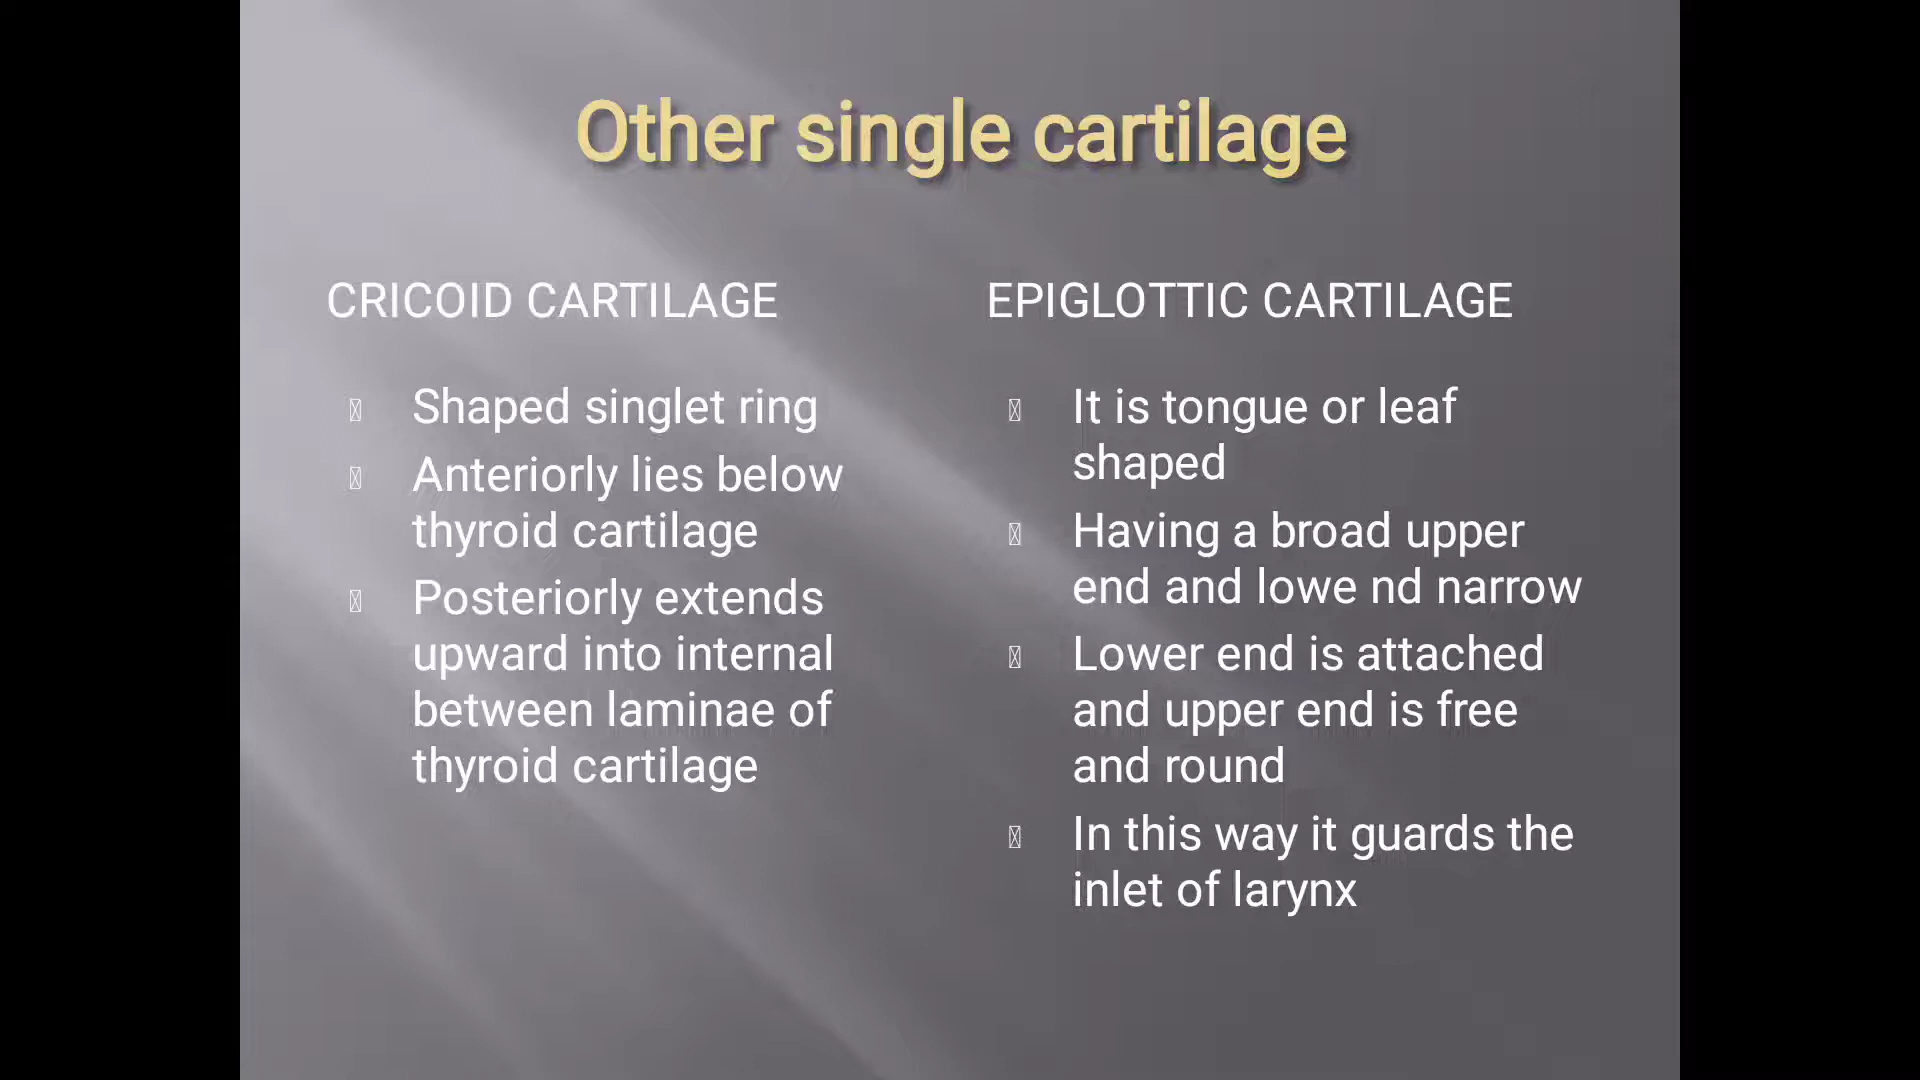 Other single cartilage
CRICOID CARTILAGE
Shaped singlet ring
Anteriorly lies below
thyroid cartilage
Posteriorly extends
upward into internal
between laminae of
thyroid cartilage
EPIGLOTTIC CARTILAGE
It is tongue or leaf
shaped
Having a broad upper
end and lowe nd narrow
Lower end is attached
and upper end is free
and round
In this way it guards the
inlet of larynx